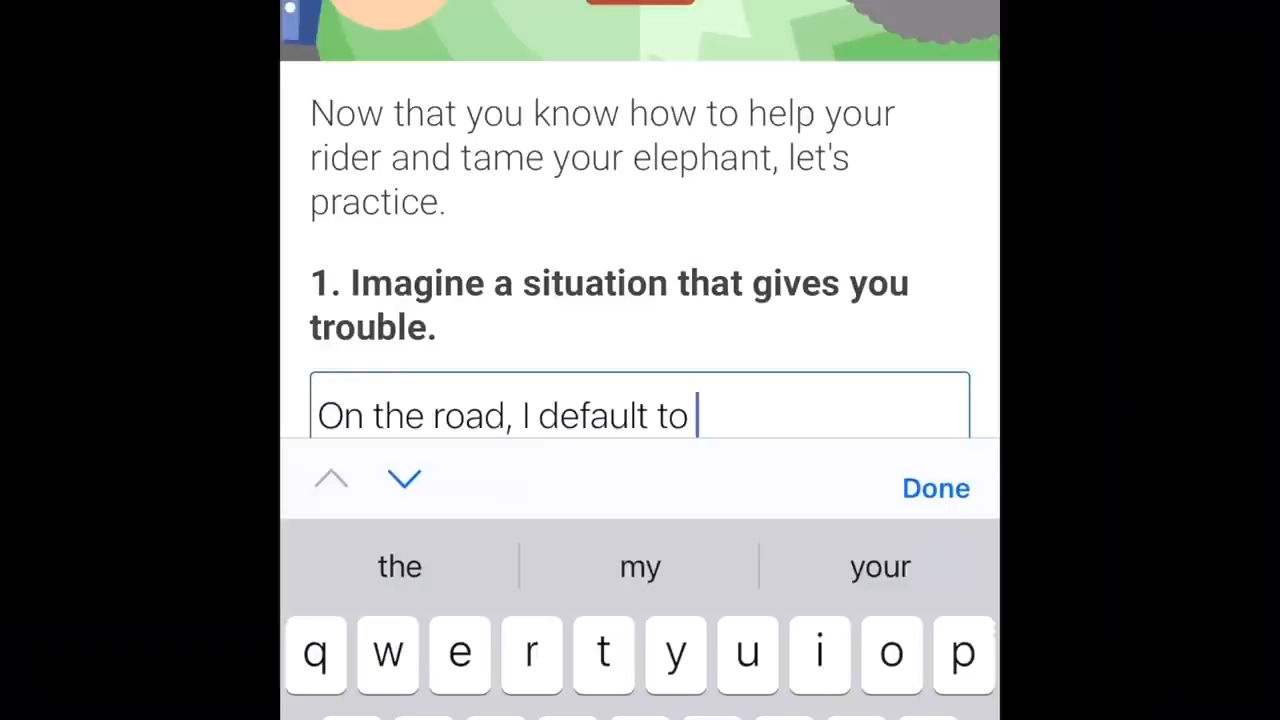 Now that you know how to help your
rider and tame your elephant, let's
practice.
1. Imagine a situation that gives you
trouble.
On the road, I default to
Done
the my your
q w e r t y u i o p